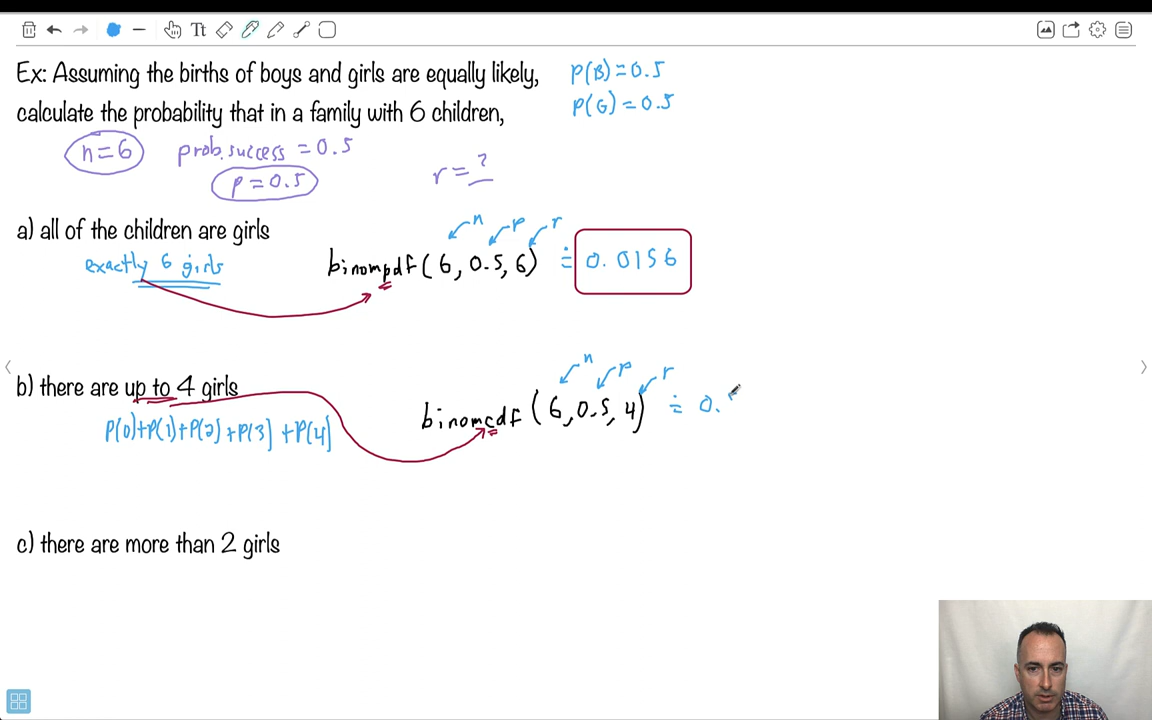 Tt
Ex: Assuming the births of boys and girls are equally likely,
P(B)=0.5
calculate the probability that in a family with 6 children,
P(G)=0.5
n=6 prob. success = 0.5
p=0.5
r=?
a) all of the children are girls
n p r
exactly 6 girls
binompdf(6, 0.5, 6) ≐ 0.0156
b) there are up to 4 girls
n p r
binomcdf(6, 0.5, 4) ≐ 0.
P(0)+P(1)+P(2)+P(3)+P(4)
c) there are more than 2 girls